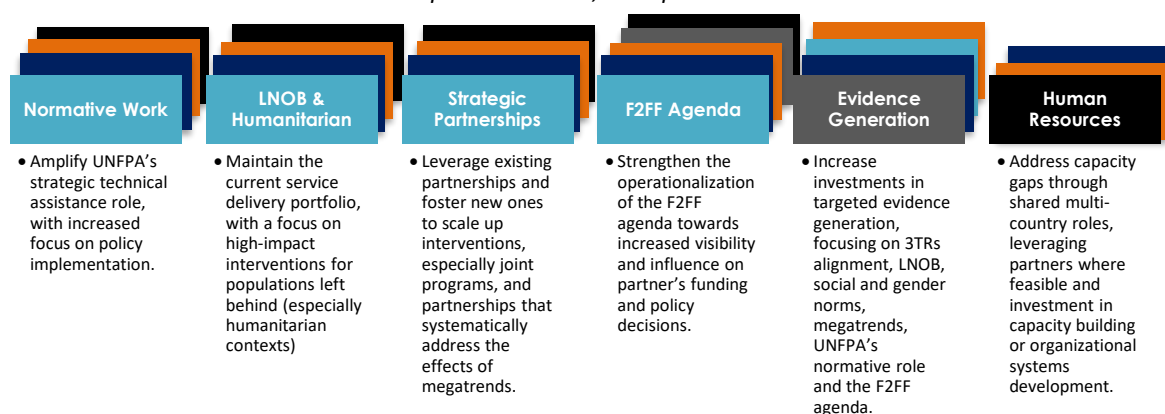 Normative Work
• Amplify UNFPA's
strategic technical
assistance role,
with increased
focus on policy
implementation.
LNOB &
Humanitarian
• Maintain the
current service
delivery portfolio,
with a focus on
high-impact
interventions for
populations left
behind (especially
humanitarian
contexts)
Strategic
Partnerships
• Leverage existing
partnerships and
foster new ones
to scale up
interventions,
especially joint
programs, and
partnerships that
systematically
address the
effects of
megatrends.
F2FF Agenda
• Strengthen the
operationalization
of the F2FF
agenda towards
increased visibility
and influence on
partner's funding
and policy
decisions.
Evidence
Generation
• Increase
investments in
targeted evidence
generation,
focusing on 3TRs
alignment, LNOB,
social and gender
norms,
megatrends,
UNFPA's
normative role
and the F2FF
agenda.
Human
Resources
• Address capacity
gaps through
shared multi-
country roles,
leveraging
partners where
feasible and
investment in
capacity building
or organizational
systems
development.